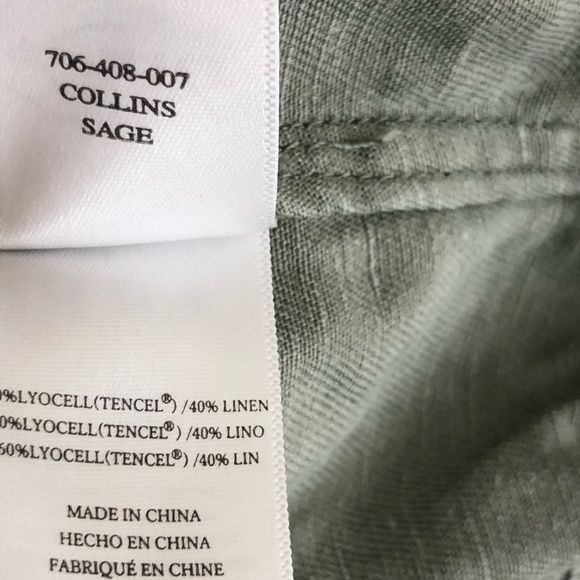 706-408-007
COLLINS
SAGE
0%LYOCELL(TENCEL®) /40% LINEN
0%LYOCELL(TENCEL®) /40% LINO
60%LYOCELL(TENCEL®) /40% LIN
MADE IN CHINA
HECHO EN CHINA
FABRIQUÉ EN CHINE